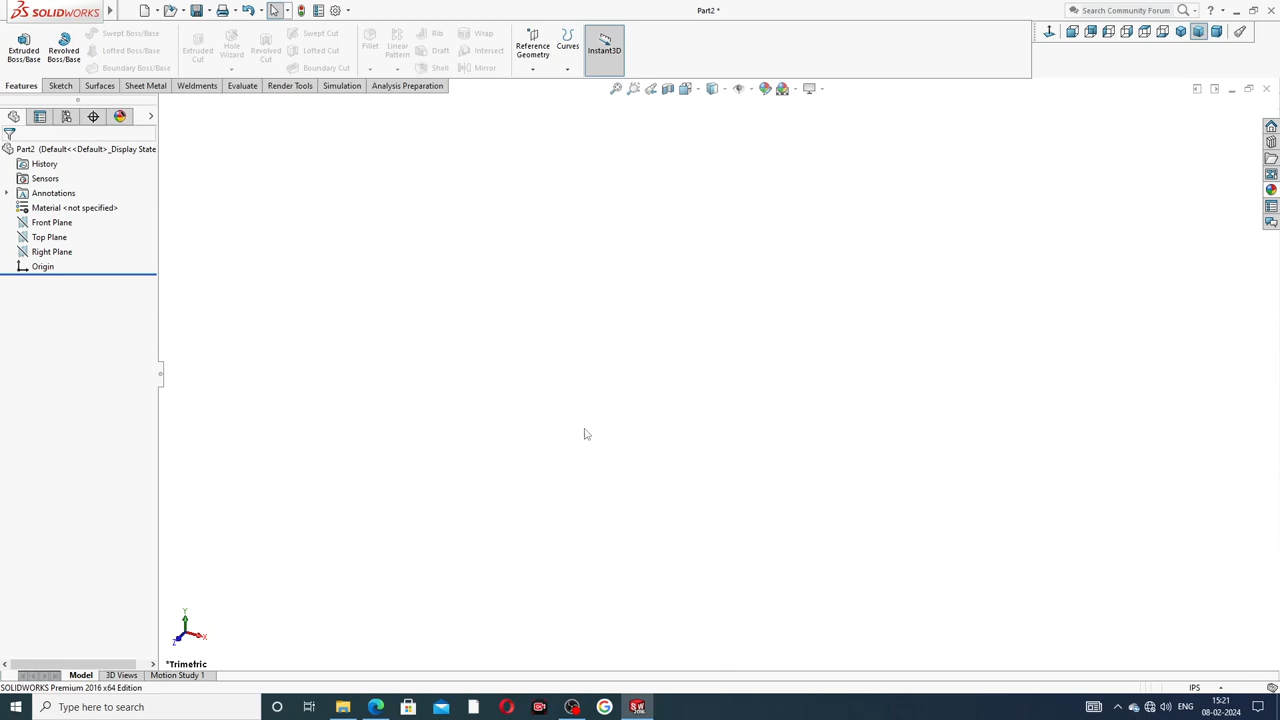 SOLIDWORKS
Part2 *
Search Community Forum
?
Extruded Boss/Base
Revolved Boss/Base
Swept Boss/Base
Lofted Boss/Base
Boundary Boss/Base
Extruded Cut
Hole Wizard
Revolved Cut
Swept Cut
Lofted Cut
Boundary Cut
Fillet
Linear Pattern
Rib
Draft
Shell
Wrap
Intersect
Mirror
Reference Geometry
Curves
Instant3D
Features
Sketch
Surfaces
Sheet Metal
Weldments
Evaluate
Render Tools
Simulation
Analysis Preparation
Part2 (Default<<Default>_Display State
History
Sensors
Annotations
Material <not specified>
Front Plane
Top Plane
Right Plane
Origin
Y
X
Z
*Trimetric
Model
3D Views
Motion Study 1
SOLIDWORKS Premium 2016 x64 Edition
IPS
Type here to search
ENG
15:21
08-02-2024